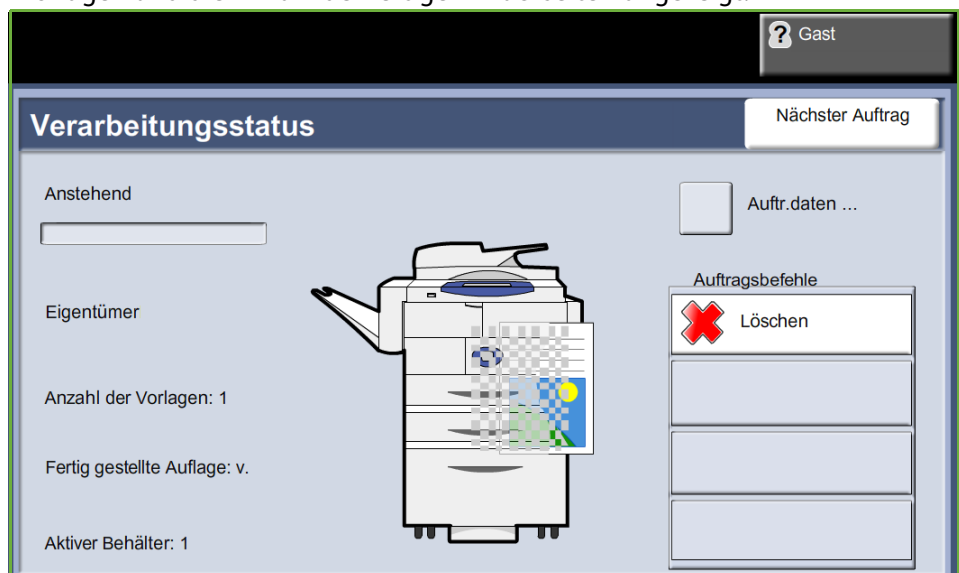 Gast
Verarbeitungsstatus
Nächster Auftrag
Anstehend
Auftr.daten ...
Auftragsbefehle
Eigentümer
Löschen
Anzahl der Vorlagen: 1
Fertig gestellte Auflage: v.
Aktiver Behälter: 1